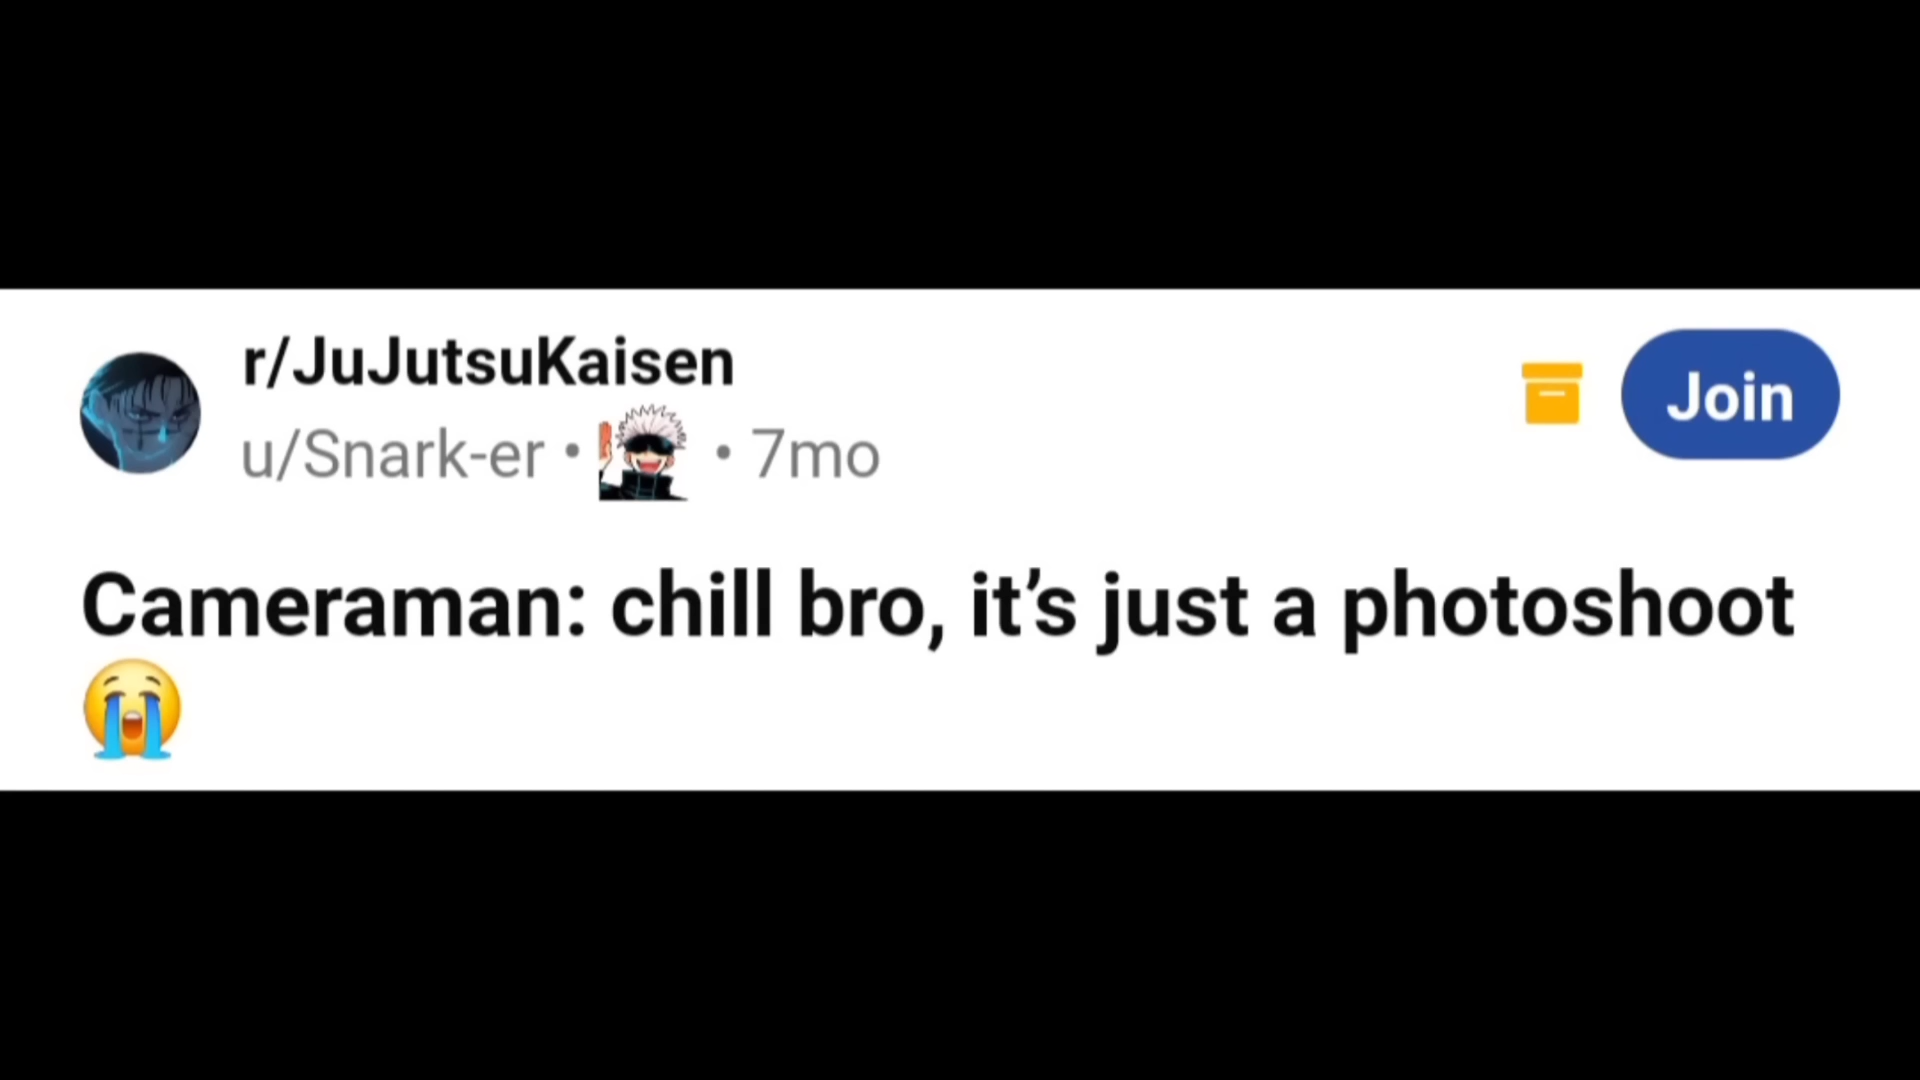 r/JuJutsuKaisen
u/Snark-er • • 7mo
Join
Cameraman: chill bro, it’s just a photoshoot
😭